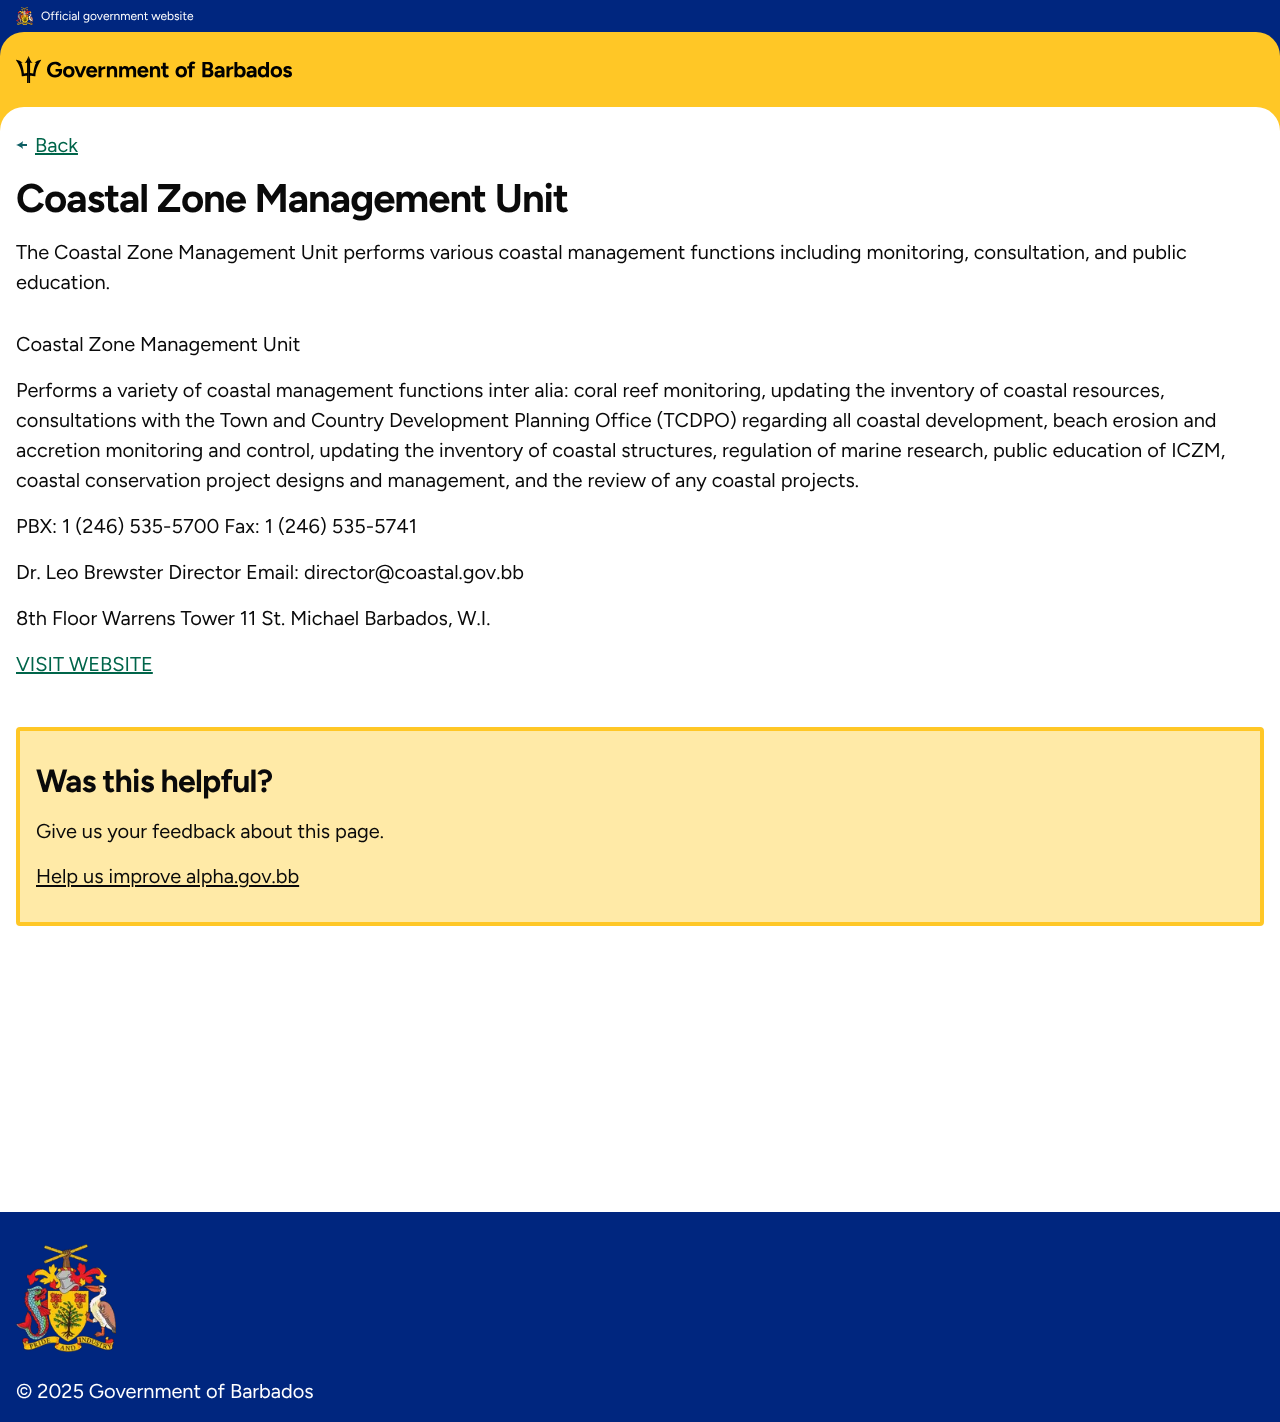 Official government website
Government of Barbados
Back
Coastal Zone Management Unit
The Coastal Zone Management Unit performs various coastal management functions including monitoring, consultation, and public
education.
Coastal Zone Management Unit
Performs a variety of coastal management functions inter alia: coral reef monitoring, updating the inventory of coastal resources,
consultations with the Town and Country Development Planning Office (TCDPO) regarding all coastal development, beach erosion and
accretion monitoring and control, updating the inventory of coastal structures, regulation of marine research, public education of ICZM,
coastal conservation project designs and management, and the review of any coastal projects.
PBX: 1 (246) 535-5700 Fax: 1 (246) 535-5741
Dr. Leo Brewster Director Email: director@coastal.gov.bb
8th Floor Warrens Tower 11 St. Michael Barbados, W.I.
VISIT WEBSITE
Was this helpful?
Give us your feedback about this page.
Help us improve alpha.gov.bb
PRIDE AND INDUSTRY
© 2025 Government of Barbados